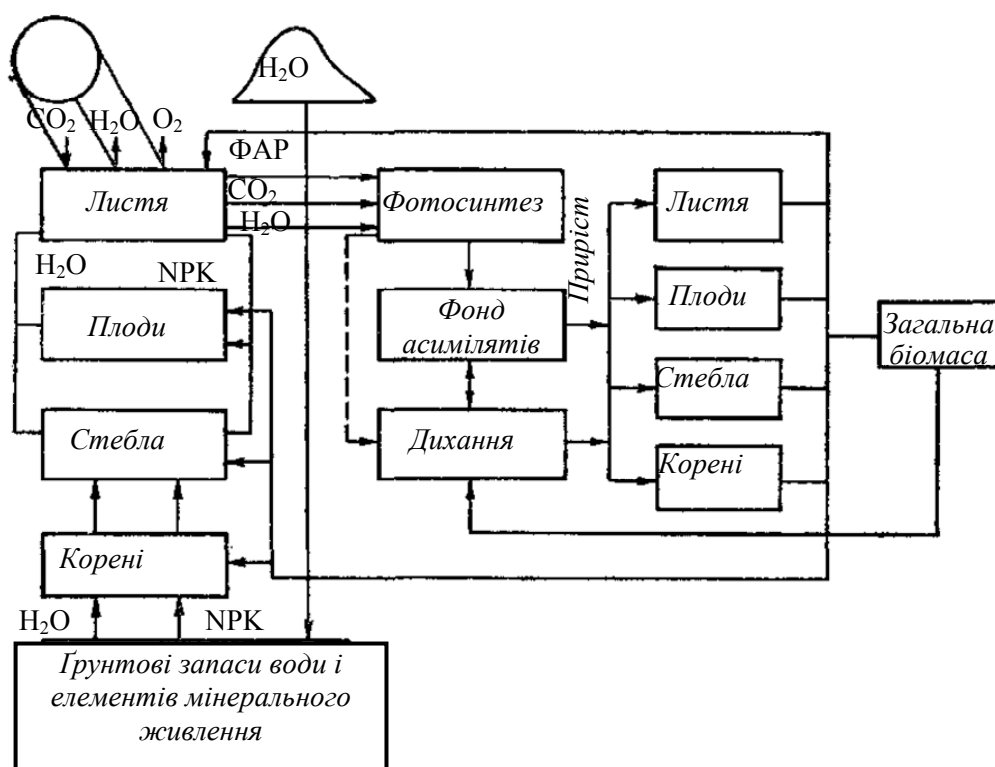 H₂O
CO₂ H₂O O₂
ФАР
Листя
CO₂
H₂O
Фотосинтез
Приріст
Листя
H₂O
NPK
Плоди
Фонд
асимілятів
Плоди
Загальна
біомаса
Стебла
Дихання
Стебла
Корені
Корені
H₂O
NPK
Ґрунтові запаси води і
елементів мінерального
живлення